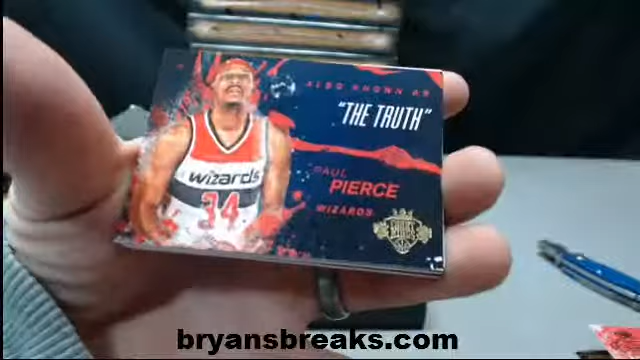 ALSO KNOWN AS
"THE TRUTH"
PAUL
PIERCE
WIZARDS
wizards
34
bryansbreaks.com